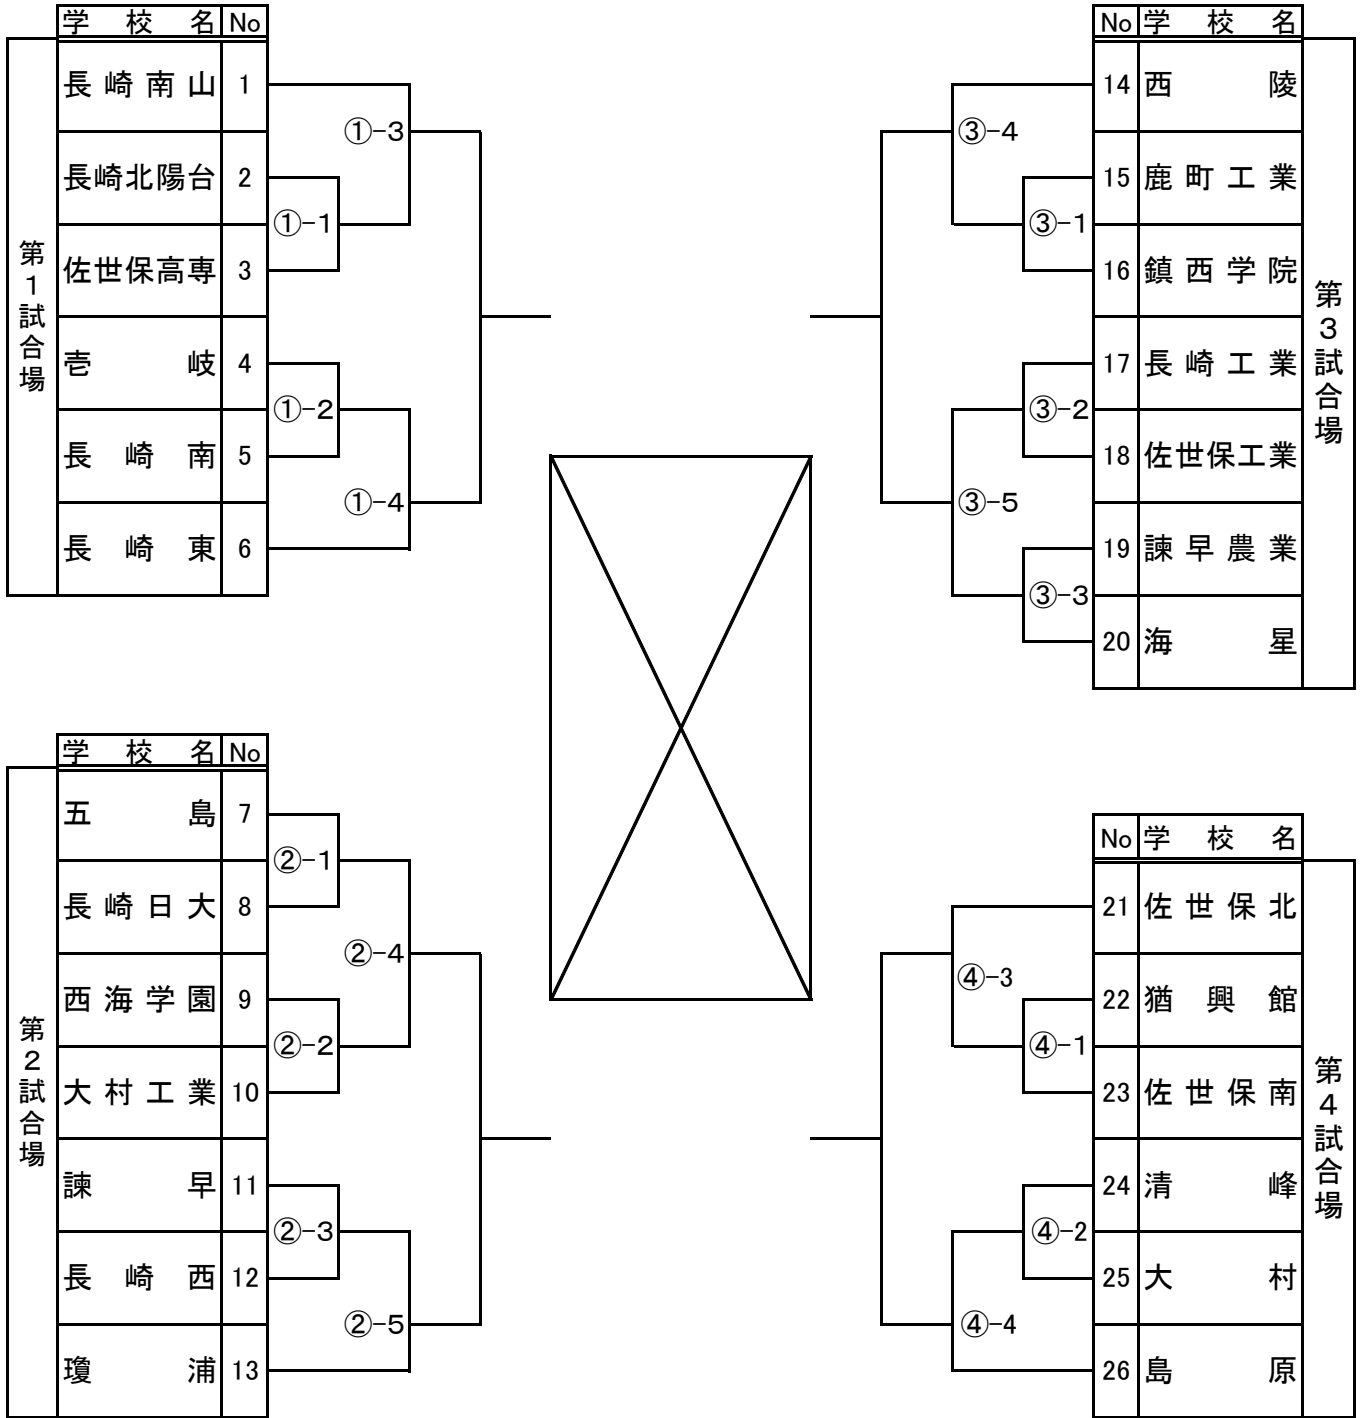 学校名 No
第1試合場
長崎南山 1
長崎北陽台 2
佐世保高専 3
壱岐 4
長崎南 5
長崎東 6
①-3
①-1
①-2
①-4
学校名 No
第2試合場
五島 7
長崎日大 8
西海学園 9
大村工業 10
諫早 11
長崎西 12
瓊浦 13
②-1
②-4
②-2
②-3
②-5
No 学校名
14 西陵
15 鹿町工業
16 鎮西学院
17 長崎工業
18 佐世保工業
19 諫早農業
20 海星
第3試合場
③-4
③-1
③-2
③-5
③-3
No 学校名
21 佐世保北
22 猶興館
23 佐世保南
24 清峰
25 大村
26 島原
第4試合場
④-3
④-1
④-2
④-4